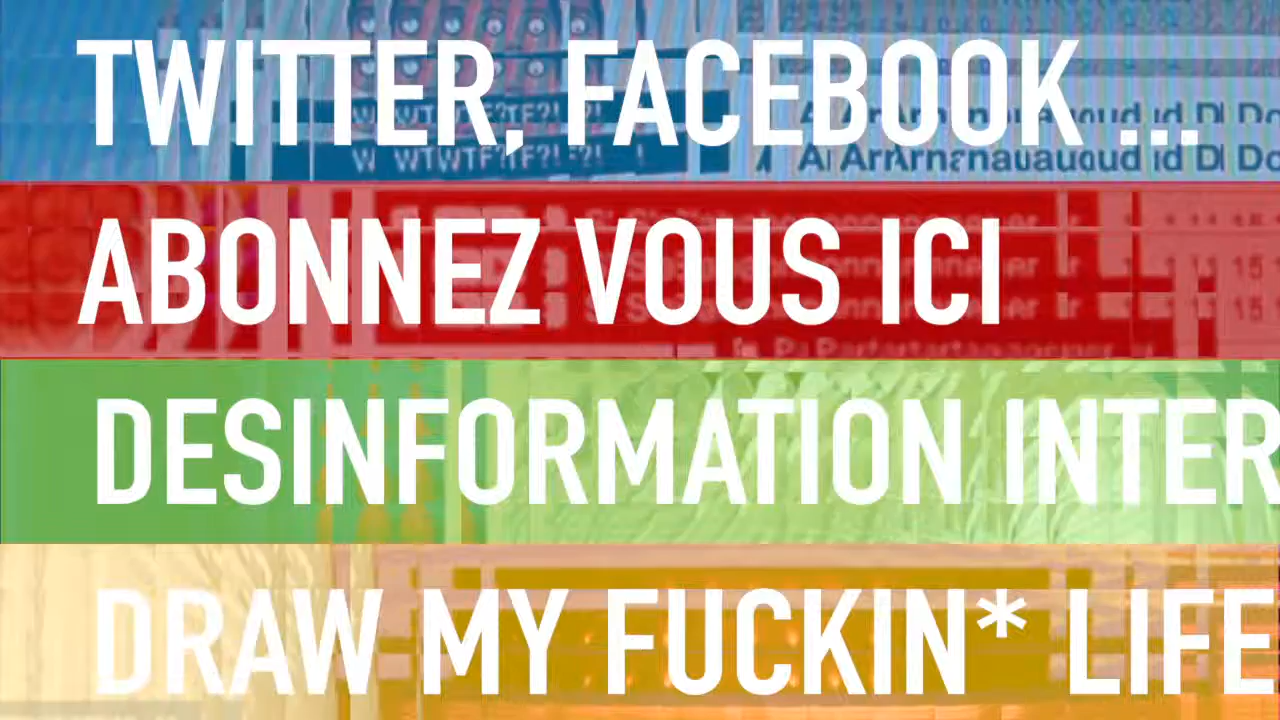 TWITTER, FACEBOOK ...
ABONNEZ VOUS ICI
DESINFORMATION INTER
DRAW MY FUCKIN* LIFE